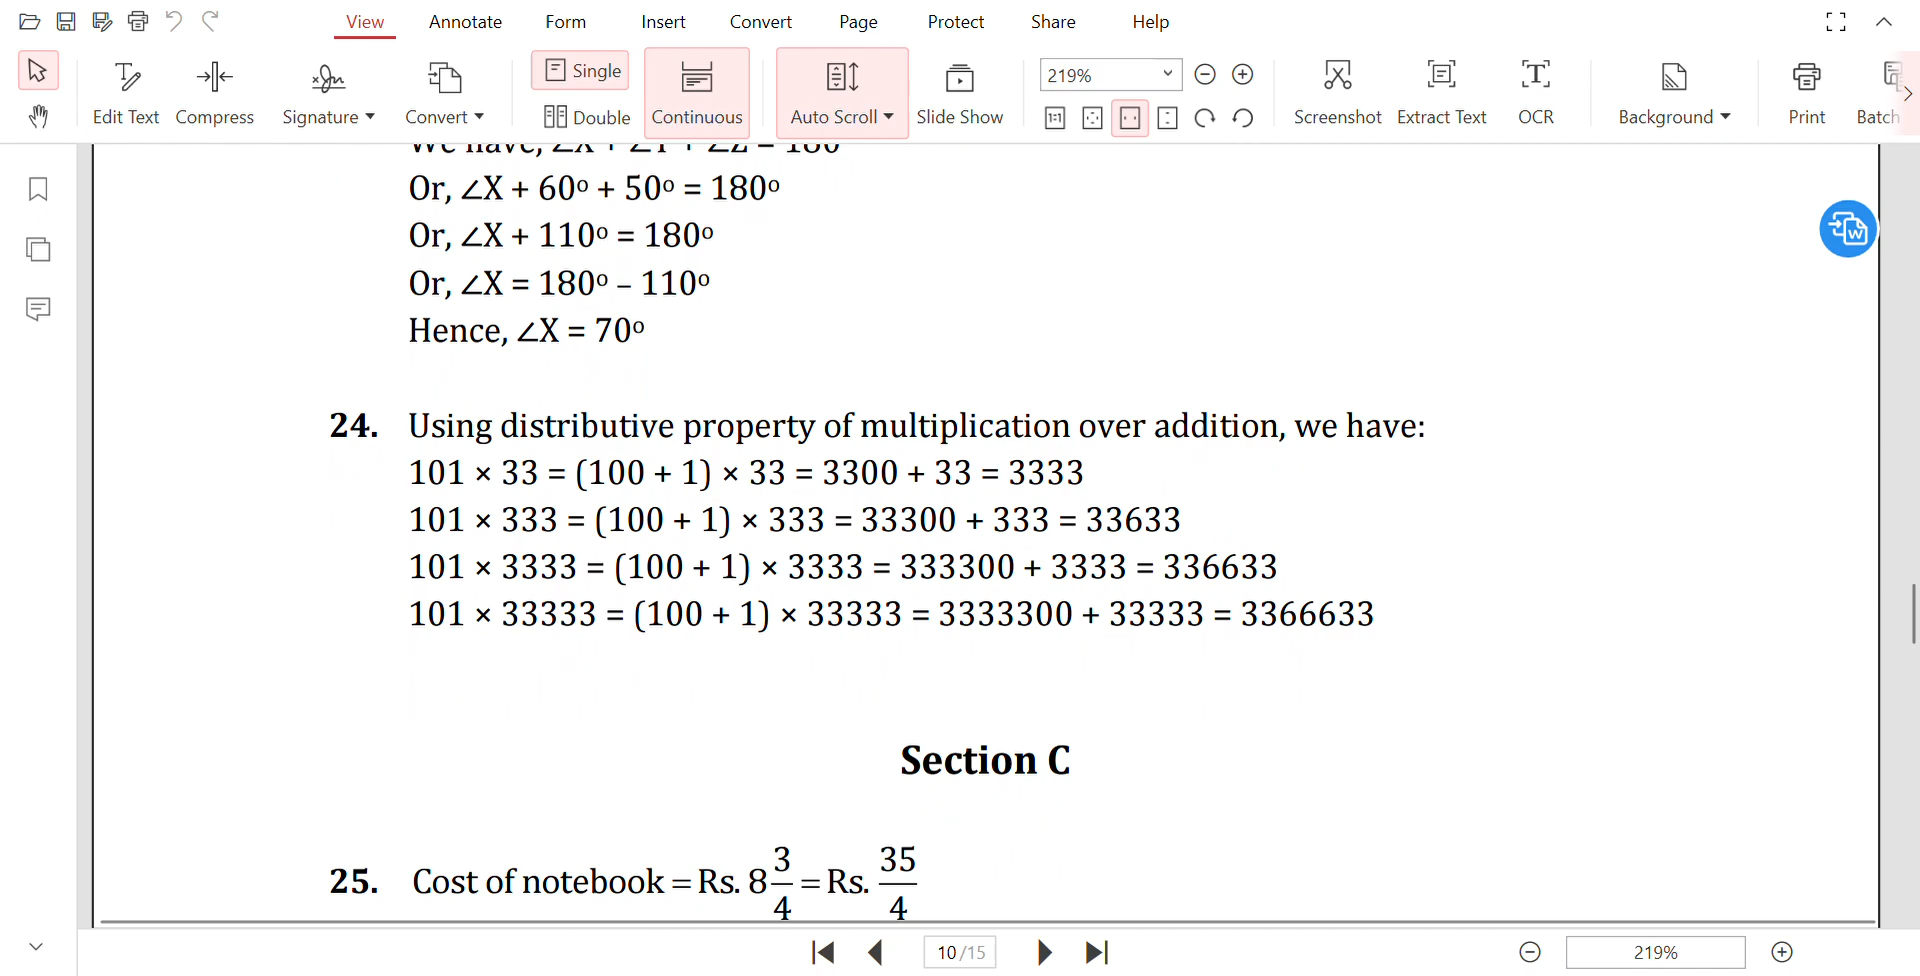 View Annotate Form Insert Convert Page Protect Share Help
Edit Text Compress Signature Convert Single Double Continuous Auto Scroll Slide Show 219% 1:1 Screenshot Extract Text OCR Background Print Batch
We have, ∠X + ∠Y + ∠Z = 180
Or, ∠X + 60º + 50º = 180º
Or, ∠X + 110º = 180º
Or, ∠X = 180º – 110º
Hence, ∠X = 70º
24. Using distributive property of multiplication over addition, we have:
101 × 33 = (100 + 1) × 33 = 3300 + 33 = 3333
101 × 333 = (100 + 1) × 333 = 33300 + 333 = 33633
101 × 3333 = (100 + 1) × 3333 = 333300 + 3333 = 336633
101 × 33333 = (100 + 1) × 33333 = 3333300 + 33333 = 3366633
Section C
25. Cost of notebook = Rs. 8 3/4 = Rs. 35/4
10 /15 219%